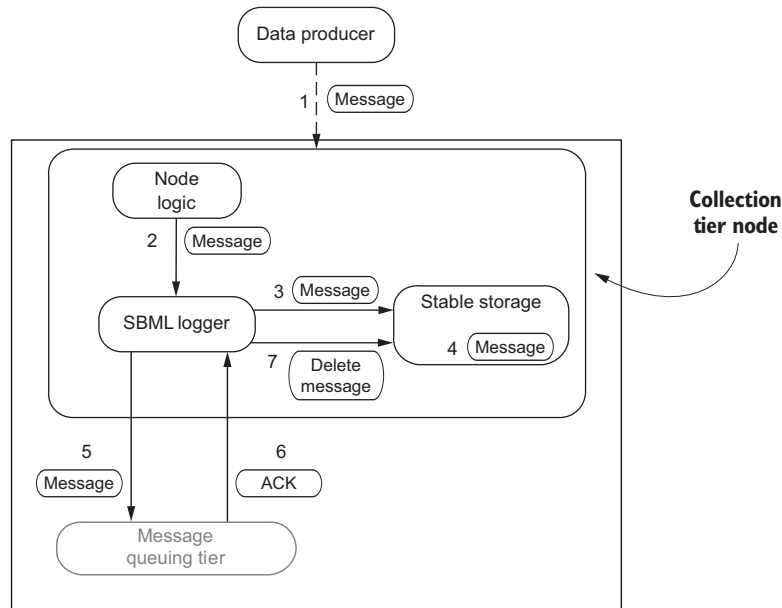 Data producer
1 Message
Node
logic
2 Message
Collection
tier node
3 Message
Stable storage
SBML logger
4 Message
7 Delete
message
5 6
Message ACK
Message
queuing tier